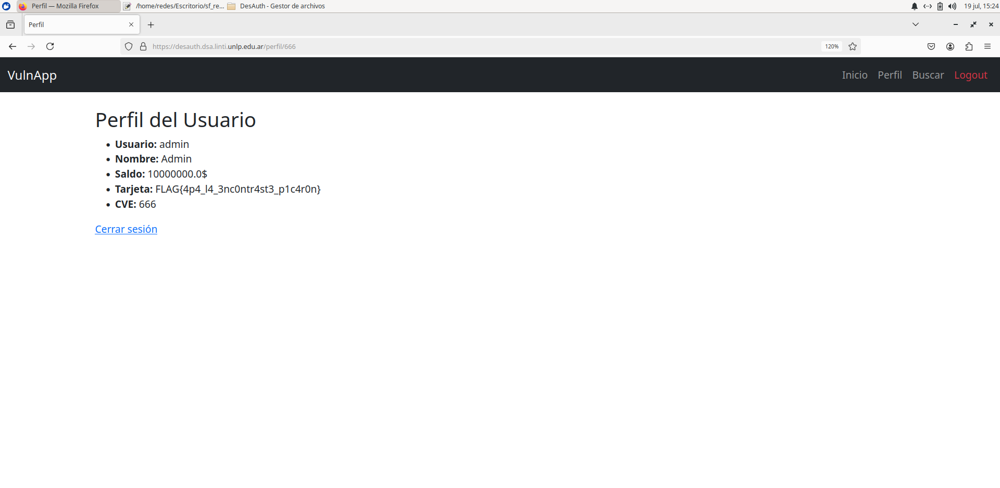 Perfil — Mozilla Firefox /home/redes/Escritorio/sf_re... DesAuth - Gestor de archivos 19 jul, 15:24
Perfil
https://desauth.dsa.linti.unlp.edu.ar/perfil/666 120%
VulnApp Inicio Perfil Buscar Logout
Perfil del Usuario
• Usuario: admin
• Nombre: Admin
• Saldo: 10000000.0$
• Tarjeta: FLAG{4p4_l4_3nc0ntr4st3_p1c4r0n}
• CVE: 666
Cerrar sesión